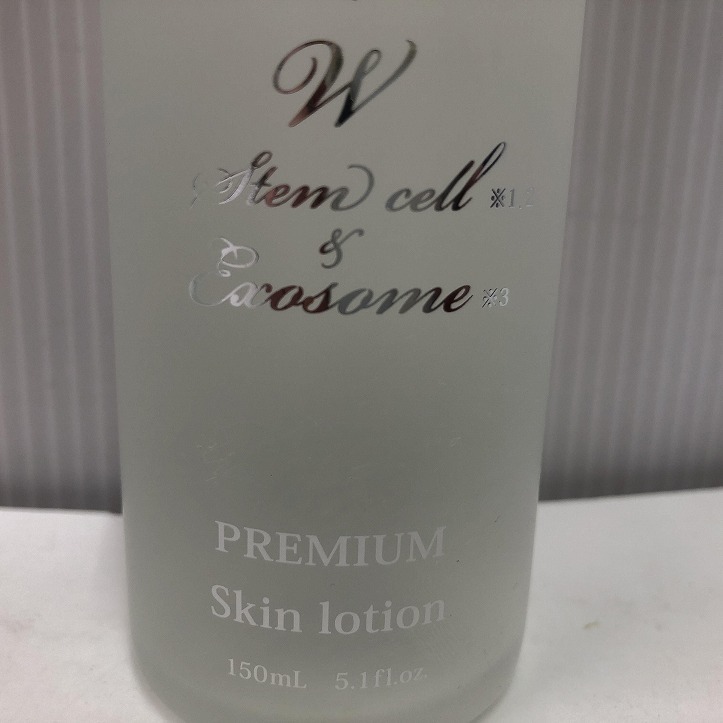 W
Stem cell ※1,2
&
Exosome ※3
PREMIUM
Skin lotion
150mL 5.1fl.oz.